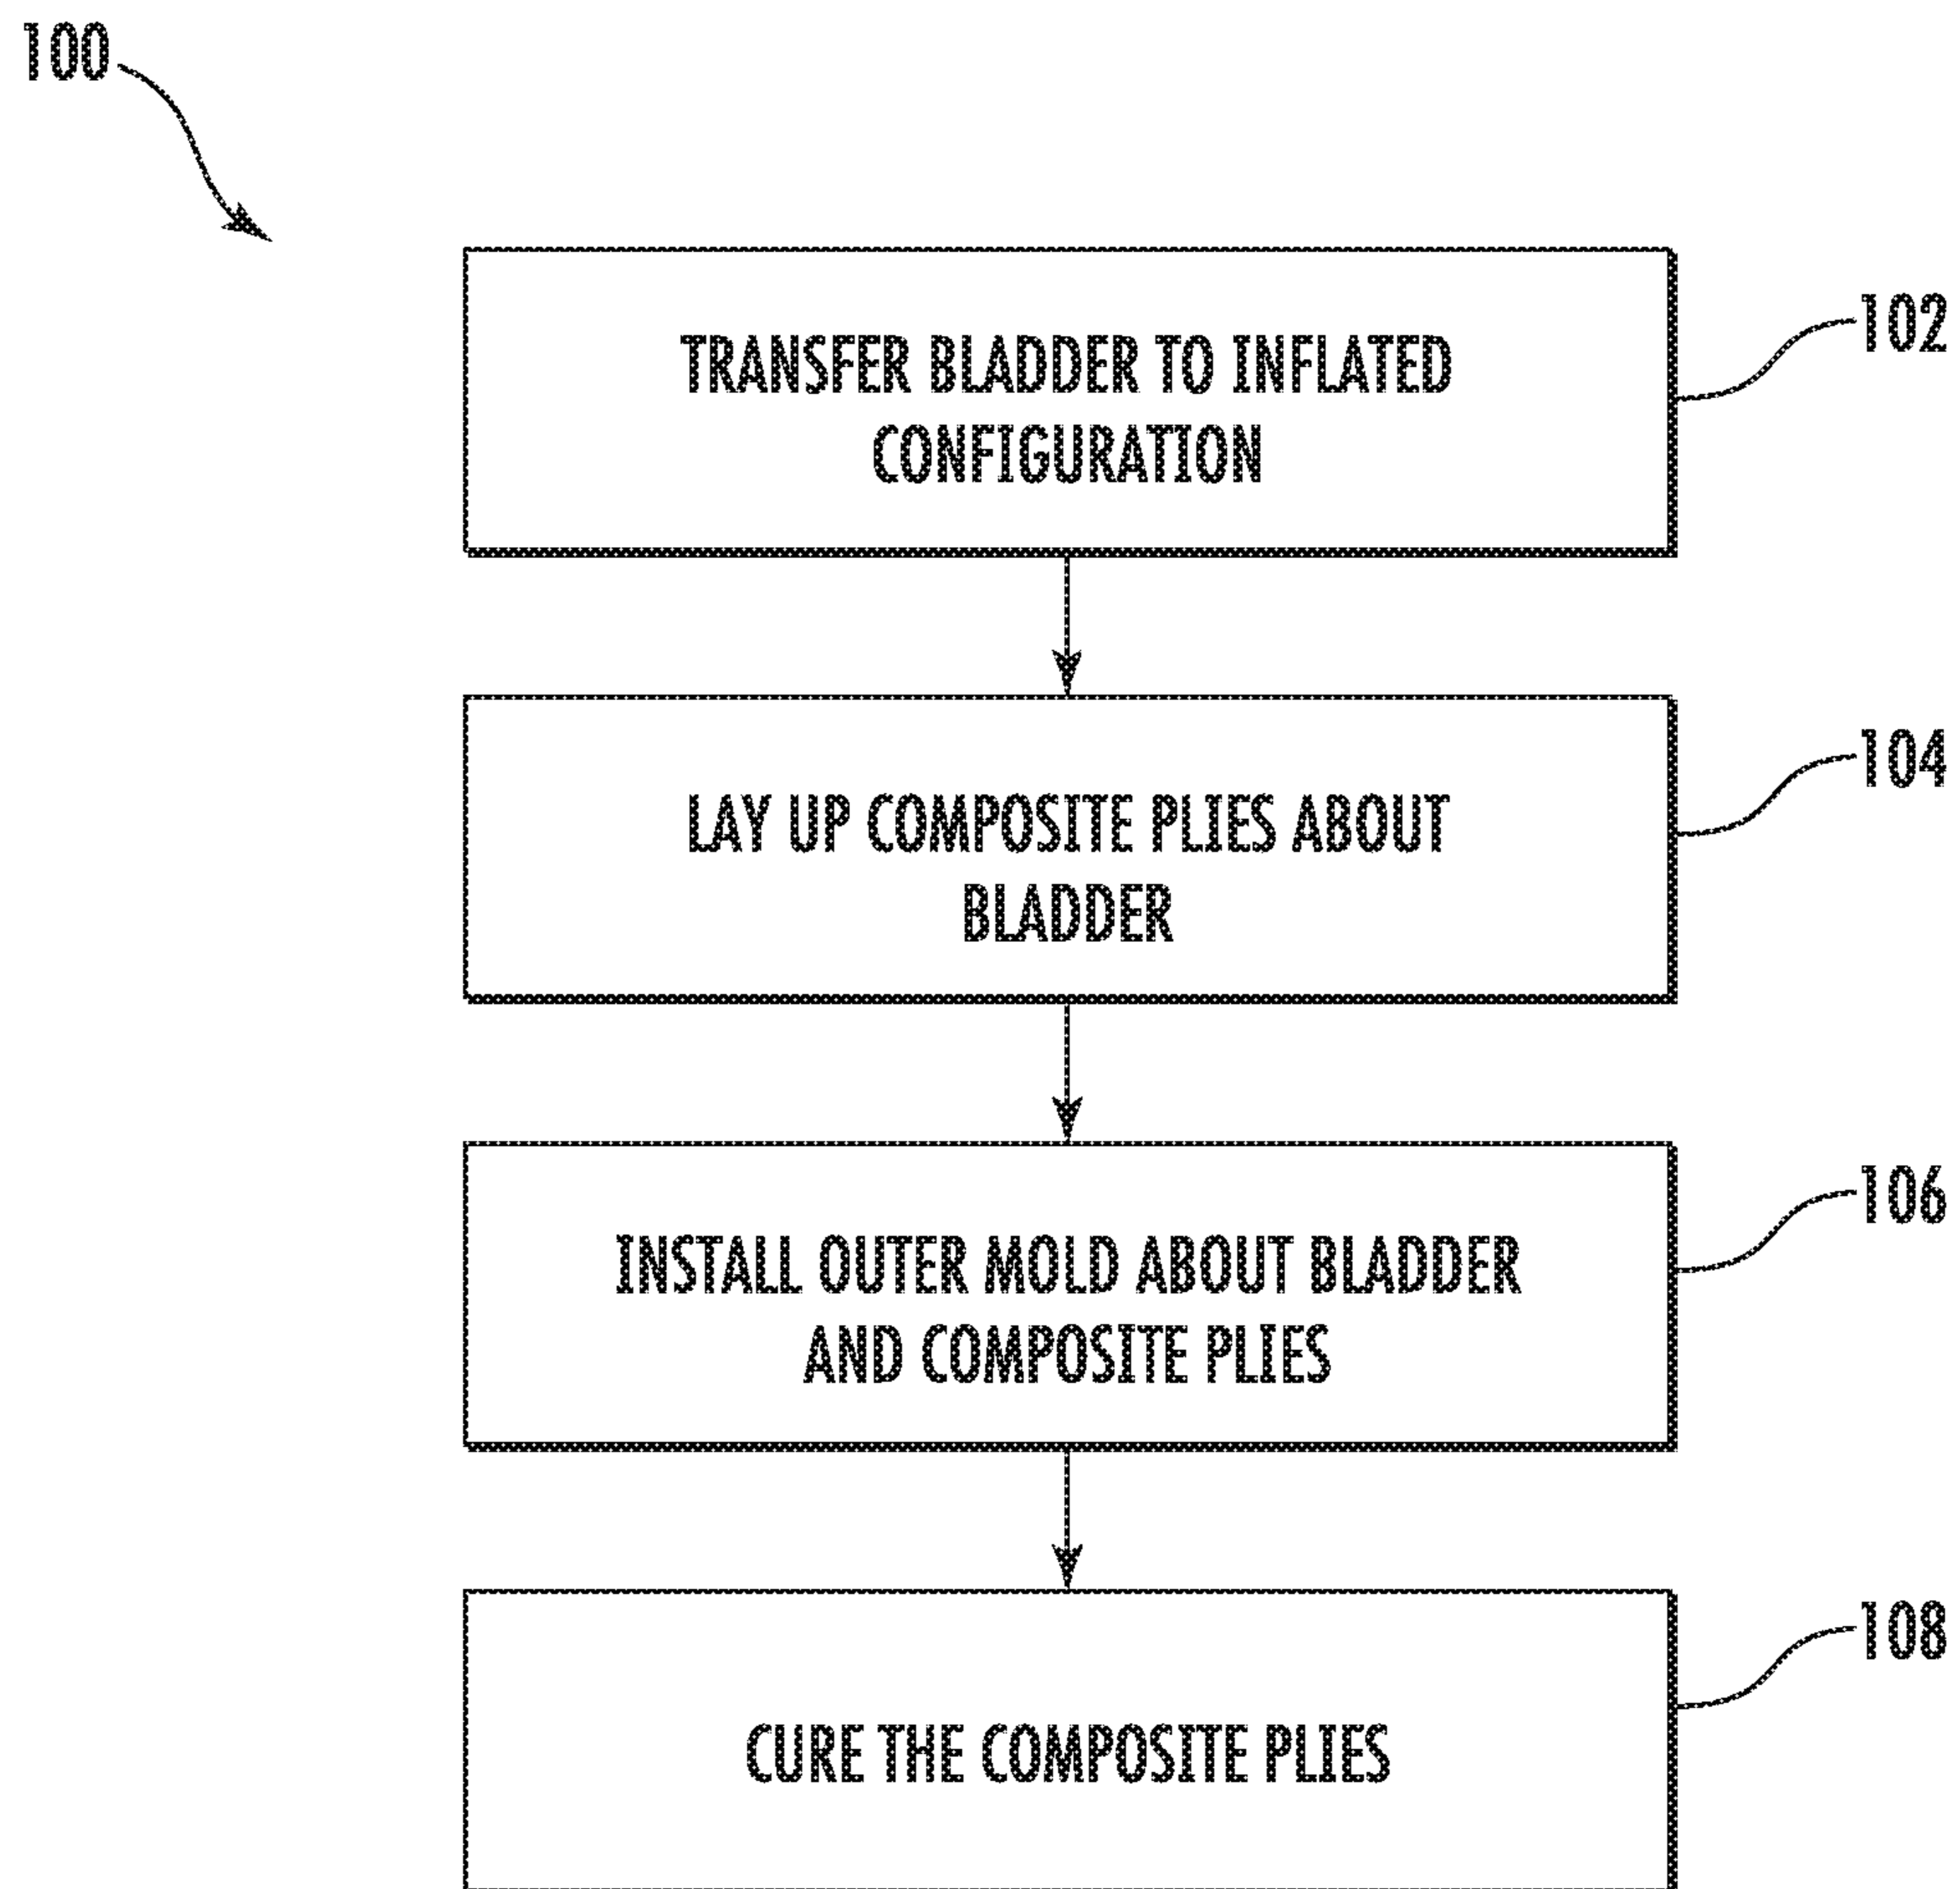 100
TRANSFER BLADDER TO INFLATED
CONFIGURATION
102
LAY UP COMPOSITE PLIES ABOUT
BLADDER
104
INSTALL OUTER MOLD ABOUT BLADDER
AND COMPOSITE PLIES
106
CURE THE COMPOSITE PLIES
108